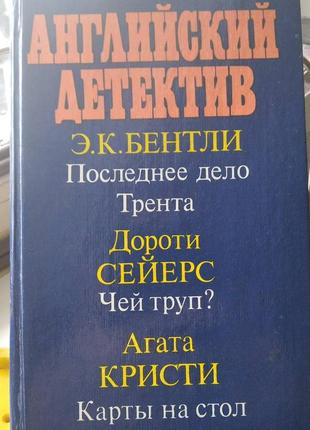 АНГЛИЙСКИЙ
ДЕТЕКТИВ
Э.К.БЕНТЛИ
Последнее дело
Трента
Дороти
СЕЙЕРС
Чей труп?
Агата
КРИСТИ
Карты на стол